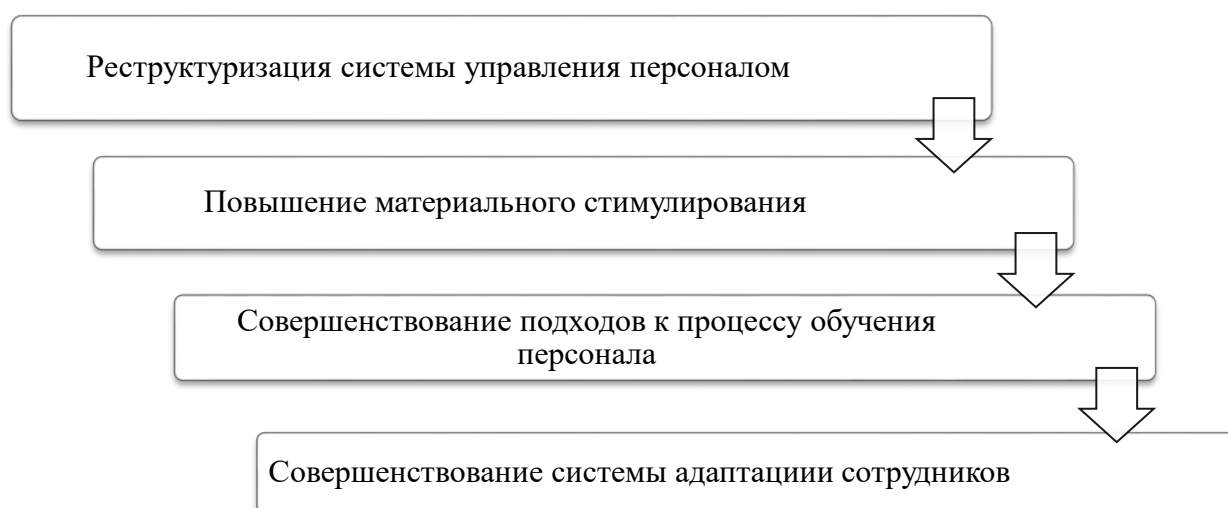 Реструктуризация системы управления персоналом
Повышение материального стимулирования
Совершенствование подходов к процессу обучения
персонала
Совершенствование системы адаптациии сотрудников